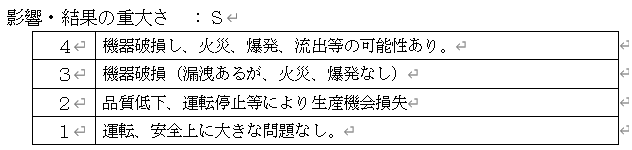 影響・結果の重大さ　：S
4 機器破損し、火災、爆発、流出等の可能性あり。
3 機器破損（漏洩あるが、火災、爆発なし）
2 品質低下、運転停止等により生産機会損失
1 運転、安全上に大きな問題なし。